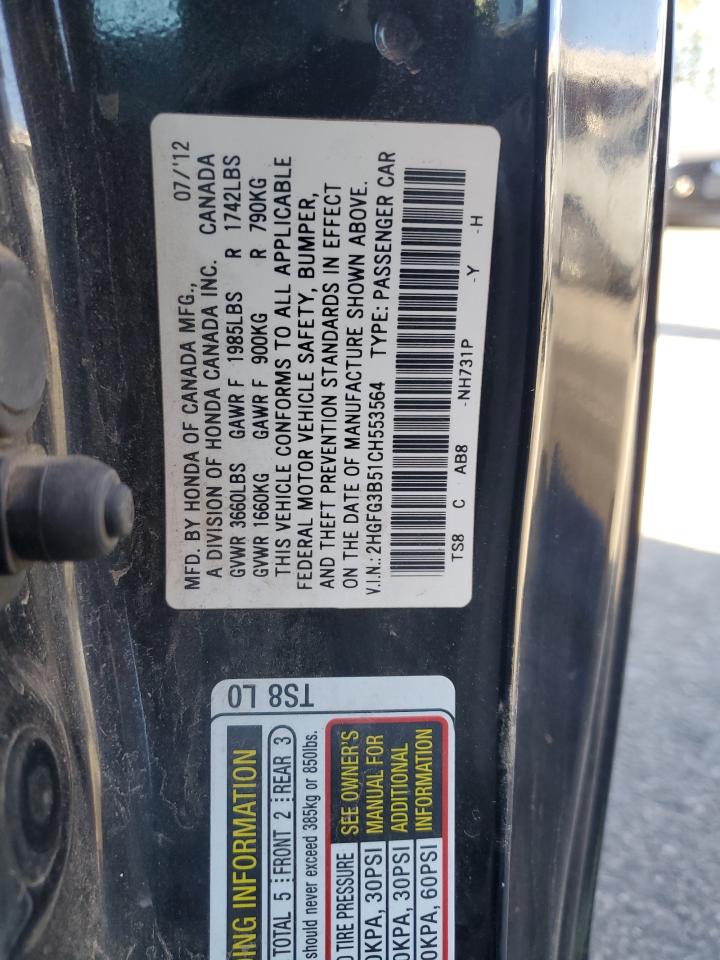 MFD. BY HONDA OF CANADA MFG., 07/'12
A DIVISION OF HONDA CANADA INC. CANADA
GVWR 3660LBS GAWR F 1985LBS R 1742LBS
GVWR 1660KG GAWR F 900KG R 790KG
THIS VEHICLE CONFORMS TO ALL APPLICABLE
FEDERAL MOTOR VEHICLE SAFETY, BUMPER,
AND THEFT PREVENTION STANDARDS IN EFFECT
ON THE DATE OF MANUFACTURE SHOWN ABOVE.
V.I.N.: 2HGFG3B51CH553564 TYPE: PASSENGER CAR
TS8 C AB8 -NH731P -Y -H
TS8 L0
INFORMATION
TOTAL 5 FRONT 2 REAR 3
should never exceed 385kg or 850lbs.
TIRE PRESSURE SEE OWNER'S
30PSI MANUAL FOR
30PSI ADDITIONAL
60PSI INFORMATION